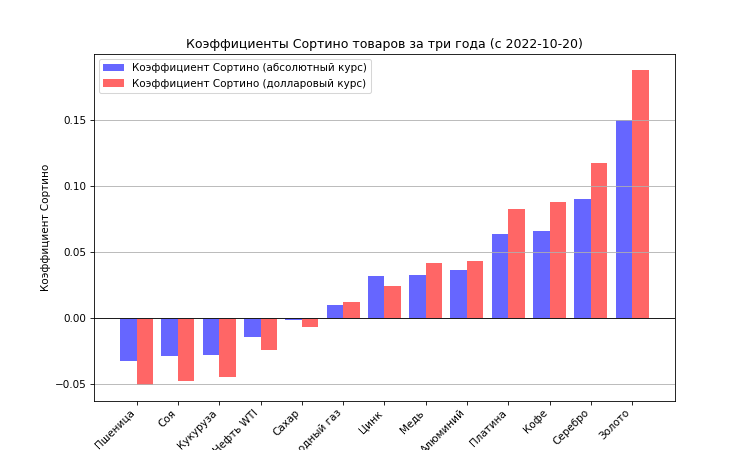 Коэффициенты Сортино товаров за три года (с 2022-10-20)
Коэффициент Сортино (абсолютный курс)
Коэффициент Сортино (долларовый курс)
Коэффициент Сортино
0.15
0.10
0.05
0.00
−0.05
Пшеница
Соя
Кукуруза
Нефть WTI
Сахар
газ
Цинк
Медь
Алюминий
Платина
Кофе
Серебро
Золото